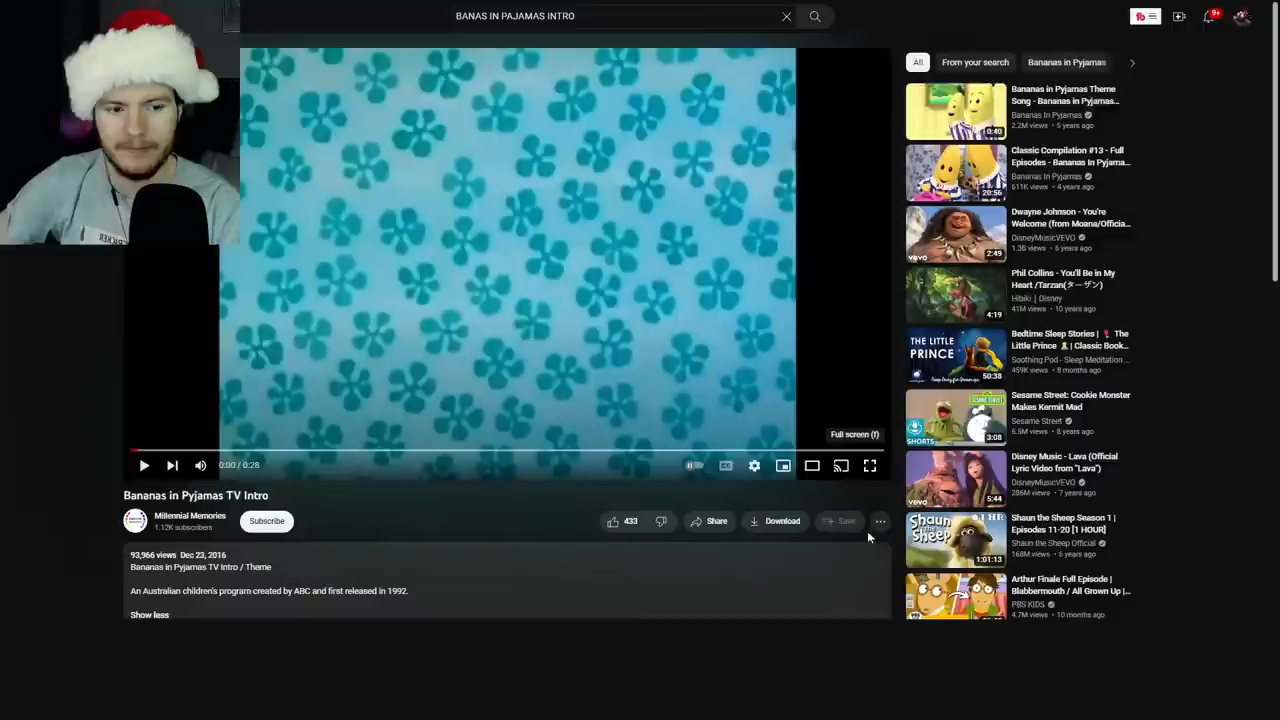 BANAS IN PAJAMAS INTRO
9+
All
From your search
Bananas in Pyjamas
Bananas in Pyjamas Theme
Song - Bananas in Pyjamas...
Bananas In Pyjamas
2.2M views • 5 years ago
0:40
Classic Compilation #13 - Full
Episodes - Bananas In Pyjama...
Bananas In Pyjamas
611K views • 4 years ago
20:56
Dwayne Johnson - You're
Welcome (from Moana/Officia...
DisneyMusicVEVO
1.3B views • 6 years ago
vevo
2:49
Phil Collins - You'll Be in My
Heart /Tarzan(ターザン)
Hibiki | Disney
41M views • 10 years ago
4:19
THE LITTLE
PRINCE
Bedtime Sleep Stories | 🌹 The
Little Prince 🤴 | Classic Book...
Soothing Pod - Sleep Meditation ...
459K views • 8 months ago
50:38
Sesame Street: Cookie Monster
Makes Kermit Mad
Sesame Street
6.5M views • 8 years ago
SHORTS
3:08
Disney Music - Lava (Official
Lyric Video from "Lava")
DisneyMusicVEVO
286M views • 7 years ago
vevo
5:44
Shaun the Sheep Season 1 |
Episodes 11-20 [1 HOUR]
Shaun the Sheep Official
168M views • 6 years ago
Shaun
the Sheep
1 HR
1:01:13
Arthur Finale Full Episode |
Blabbermouth / All Grown Up |...
PBS KIDS
4.7M views • 10 months ago
Full screen (f)
0:00 / 0:28
CC
Bananas in Pyjamas TV Intro
Millennial Memories
1.12K subscribers
Subscribe
433
Share
Download
Save
93,966 views Dec 23, 2016
Bananas in Pyjamas TV Intro / Theme
An Australian children's program created by ABC and first released in 1992.
Show less